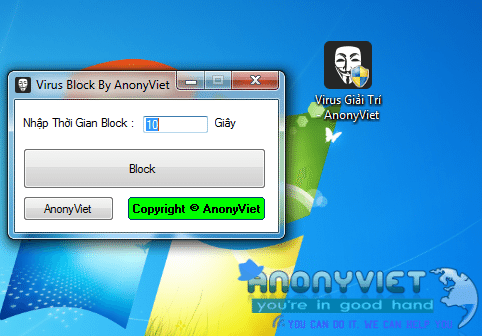 Virus Block By AnonyViet
Nhập Thời Gian Block :
10
Giây
Block
AnonyViet
Copyright © AnonyViet
Virus Giải Trí
AnonyViet
ANONYVIET
you're in good hand
YOU CAN DO IT, WE CAN HELP YOU